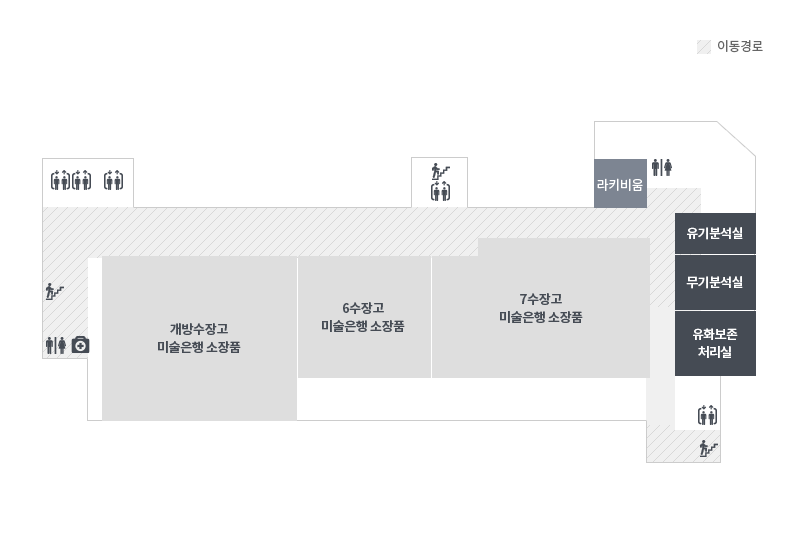 이동경로
라키비움
유기분석실
무기분석실
유화보존
처리실
개방수장고
미술은행 소장품
6수장고
미술은행 소장품
7수장고
미술은행 소장품